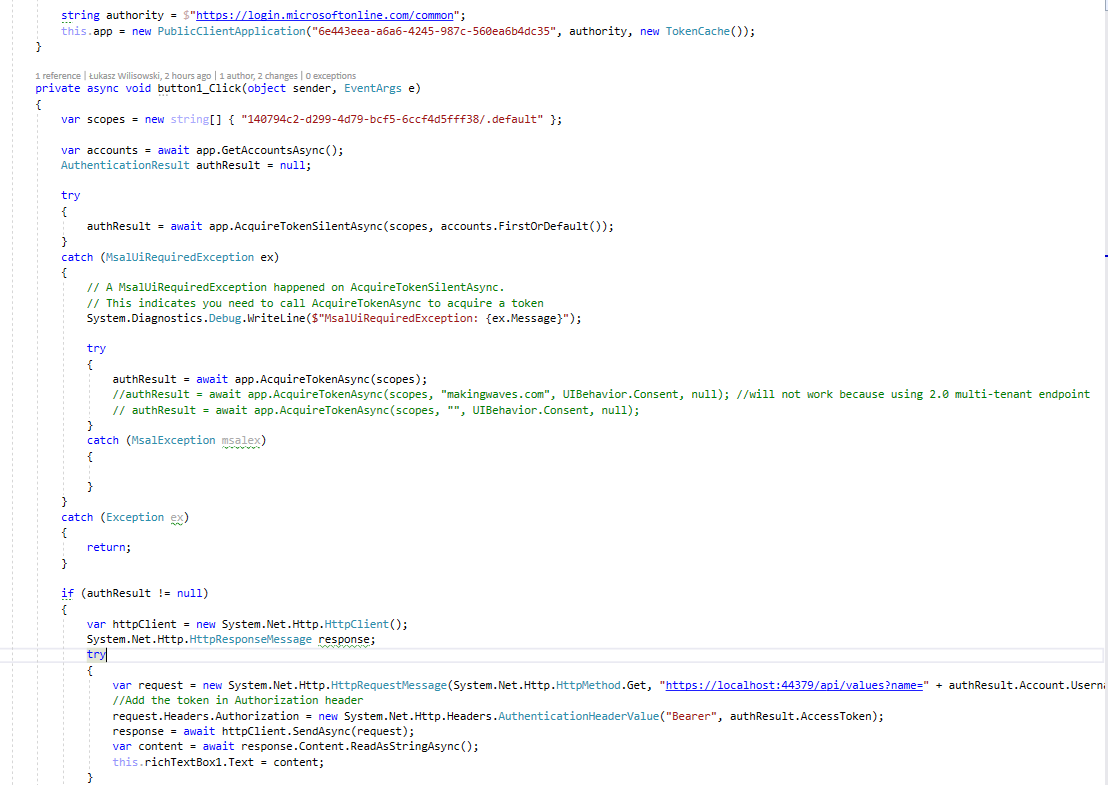 string authority = $"https://login.microsoftonline.com/common";
this.app = new PublicClientApplication("6e443eea-a6a6-4245-987c-560ea6b4dc35", authority, new TokenCache());
}
1 reference | Łukasz Wilisowski, 2 hours ago | 1 author, 2 changes | 0 exceptions
private async void button1_Click(object sender, EventArgs e)
{
var scopes = new string[] { "140794c2-d299-4d79-bcf5-6ccf4d5fff38/.default" };
var accounts = await app.GetAccountsAsync();
AuthenticationResult authResult = null;
try
{
authResult = await app.AcquireTokenSilentAsync(scopes, accounts.FirstOrDefault());
}
catch (MsalUiRequiredException ex)
{
// A MsalUiRequiredException happened on AcquireTokenSilentAsync.
// This indicates you need to call AcquireTokenAsync to acquire a token
System.Diagnostics.Debug.WriteLine($"MsalUiRequiredException: {ex.Message}");
try
{
authResult = await app.AcquireTokenAsync(scopes);
//authResult = await app.AcquireTokenAsync(scopes, "makingwaves.com", UIBehavior.Consent, null); //will not work because using 2.0 multi-tenant endpoint
// authResult = await app.AcquireTokenAsync(scopes, "", UIBehavior.Consent, null);
}
catch (MsalException msalex)
{
}
}
catch (Exception ex)
{
return;
}
if (authResult != null)
{
var httpClient = new System.Net.Http.HttpClient();
System.Net.Http.HttpResponseMessage response;
try
{
var request = new System.Net.Http.HttpRequestMessage(System.Net.Http.HttpMethod.Get, "https://localhost:44379/api/values?name=" + authResult.Account.Userna
//Add the token in Authorization header
request.Headers.Authorization = new System.Net.Http.Headers.AuthenticationHeaderValue("Bearer", authResult.AccessToken);
response = await httpClient.SendAsync(request);
var content = await response.Content.ReadAsStringAsync();
this.richTextBox1.Text = content;
}